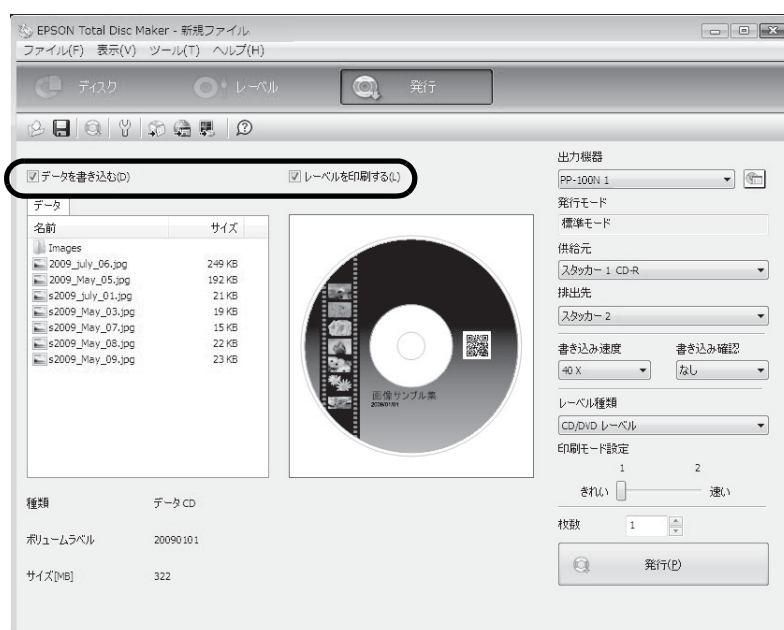 EPSON Total Disc Maker - 新規ファイル
ファイル(F) 表示(V) ツール(T) ヘルプ(H)
ディスク レーベル 発行
データを書き込む(D) レーベルを印刷する(L)
データ
名前 サイズ
Images
2009_july_06.jpg 249 KB
2009_May_05.jpg 192 KB
s2009_july_01.jpg 21 KB
s2009_May_03.jpg 19 KB
s2009_May_07.jpg 15 KB
s2009_May_08.jpg 22 KB
s2009_May_09.jpg 23 KB
画像サンプル集
2009/01/01
種類 データ CD
ボリュームラベル 20090101
サイズ[MB] 322
出力機器
PP-100N 1
発行モード
標準モード
供給元
スタッカー 1 CD-R
排出先
スタッカー 2
書き込み速度 書き込み確認
40 X なし
レーベル種類
CD/DVD レーベル
印刷モード設定
1 2
きれい 速い
枚数 1
発行(P)